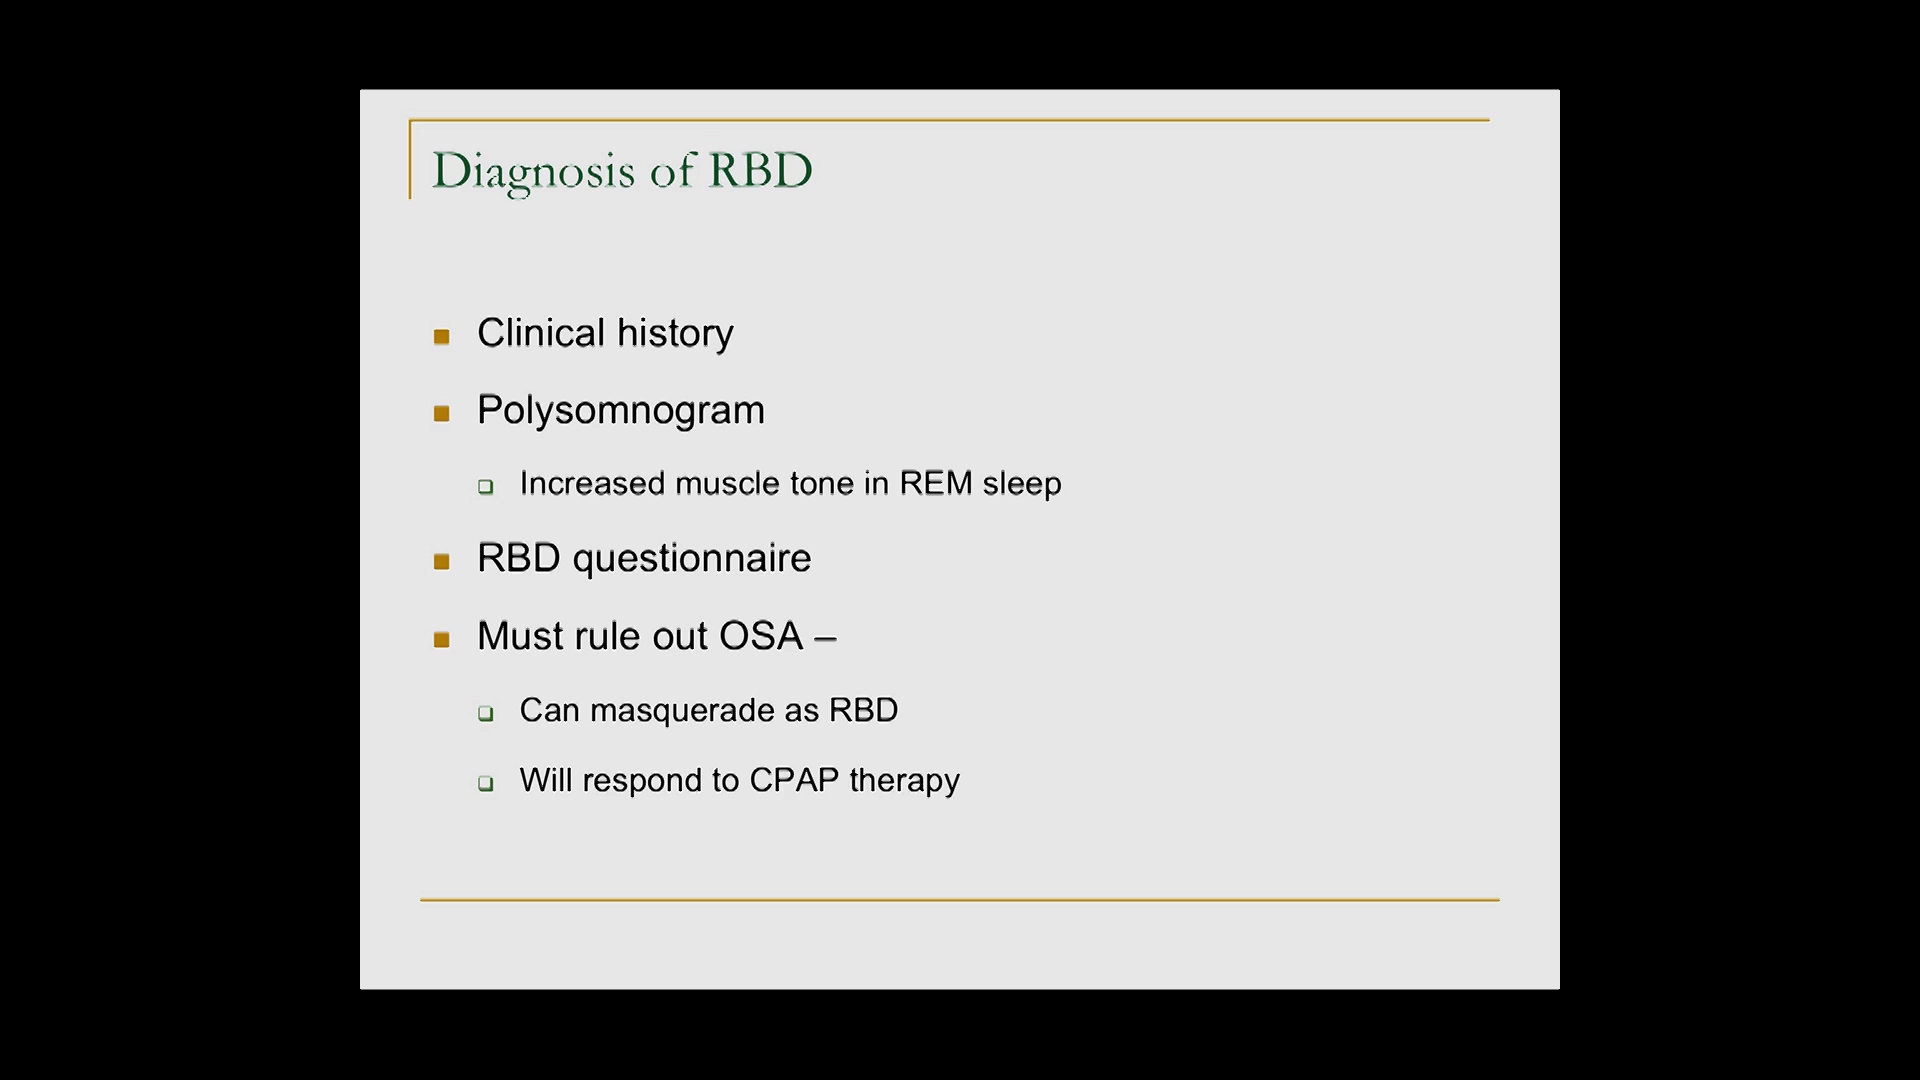 Diagnosis of RBD
Clinical history
Polysomnogram
Increased muscle tone in REM sleep
RBD questionnaire
Must rule out OSA –
Can masquerade as RBD
Will respond to CPAP therapy